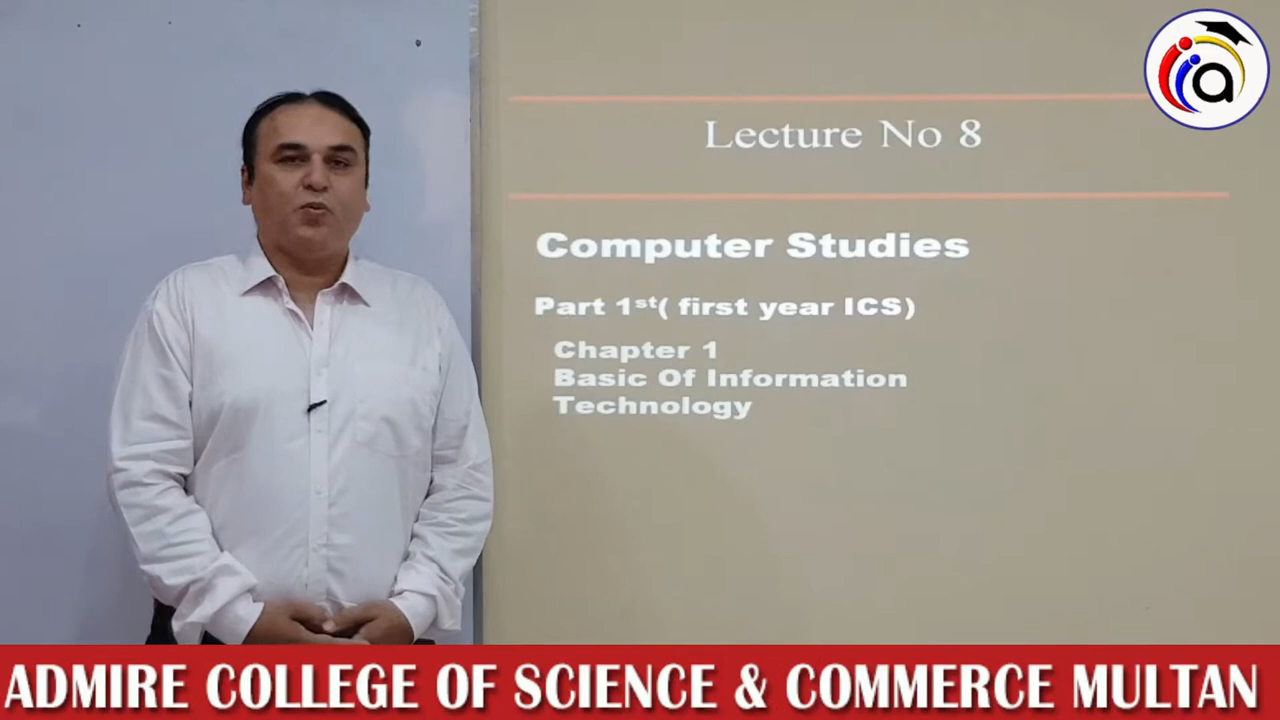 Lecture No 8
Computer Studies
Part 1st( first year ICS)
Chapter 1
Basic Of Information
Technology
a
ADMIRE COLLEGE OF SCIENCE & COMMERCE MULTAN